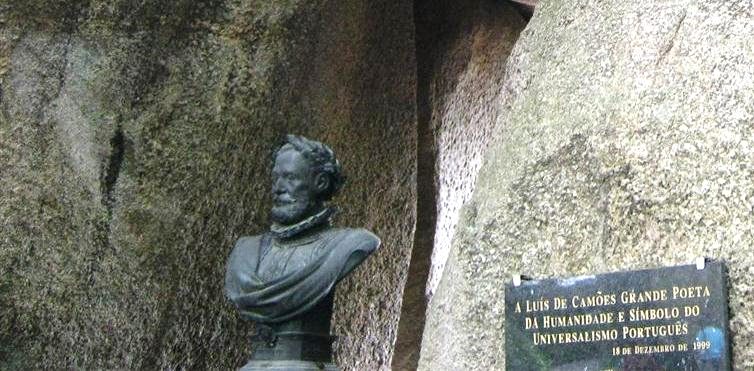 A LUÍS DE CAMÕES GRANDE POETA
DA HUMANIDADE E SÍMBOLO DO
UNIVERSALISMO PORTUGUÊS
18 DE DEZEMBRO DE 1999